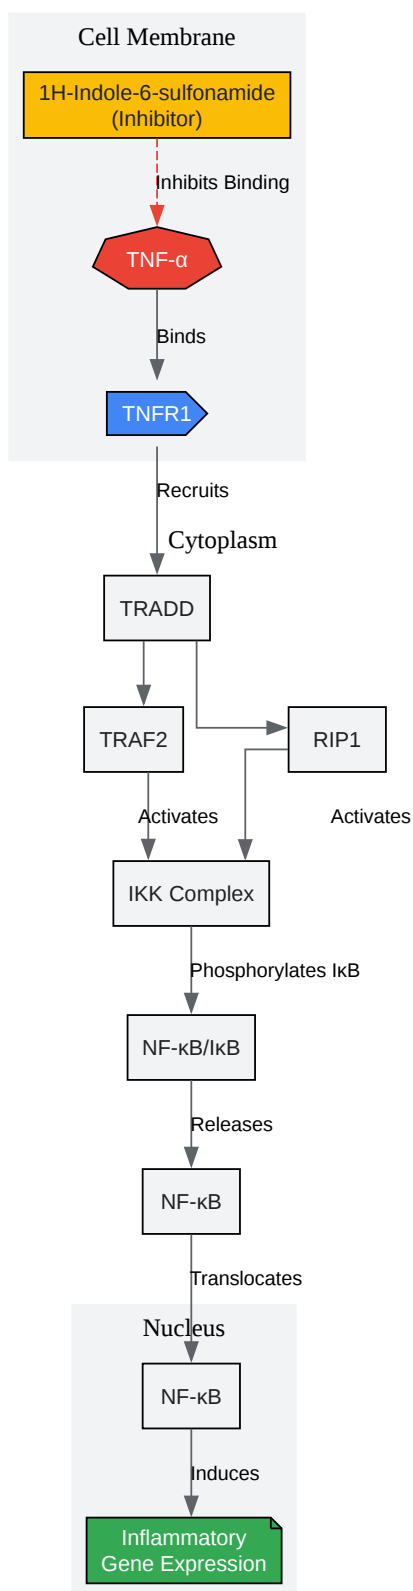 Cell Membrane
1H-Indole-6-sulfonamide
(Inhibitor)
Inhibits Binding
TNF-α
Binds
TNFR1
Recruits
Cytoplasm
TRADD
TRAF2
RIP1
Activates
Activates
IKK Complex
Phosphorylates IκB
NF-κB/IκB
Releases
NF-κB
Translocates
Nucleus
NF-κB
Induces
Inflammatory
Gene Expression